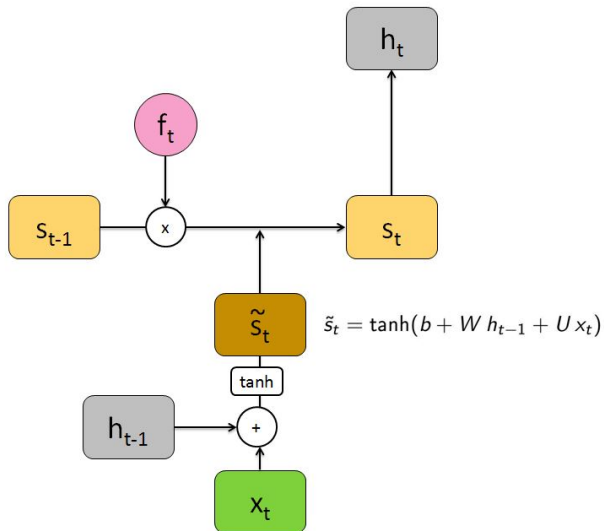 h_t
f_t
s_{t-1}
x
s_t
s̃_t
s̃_t = tanh(b + W h_{t-1} + U x_t)
tanh
h_{t-1}
+
x_t